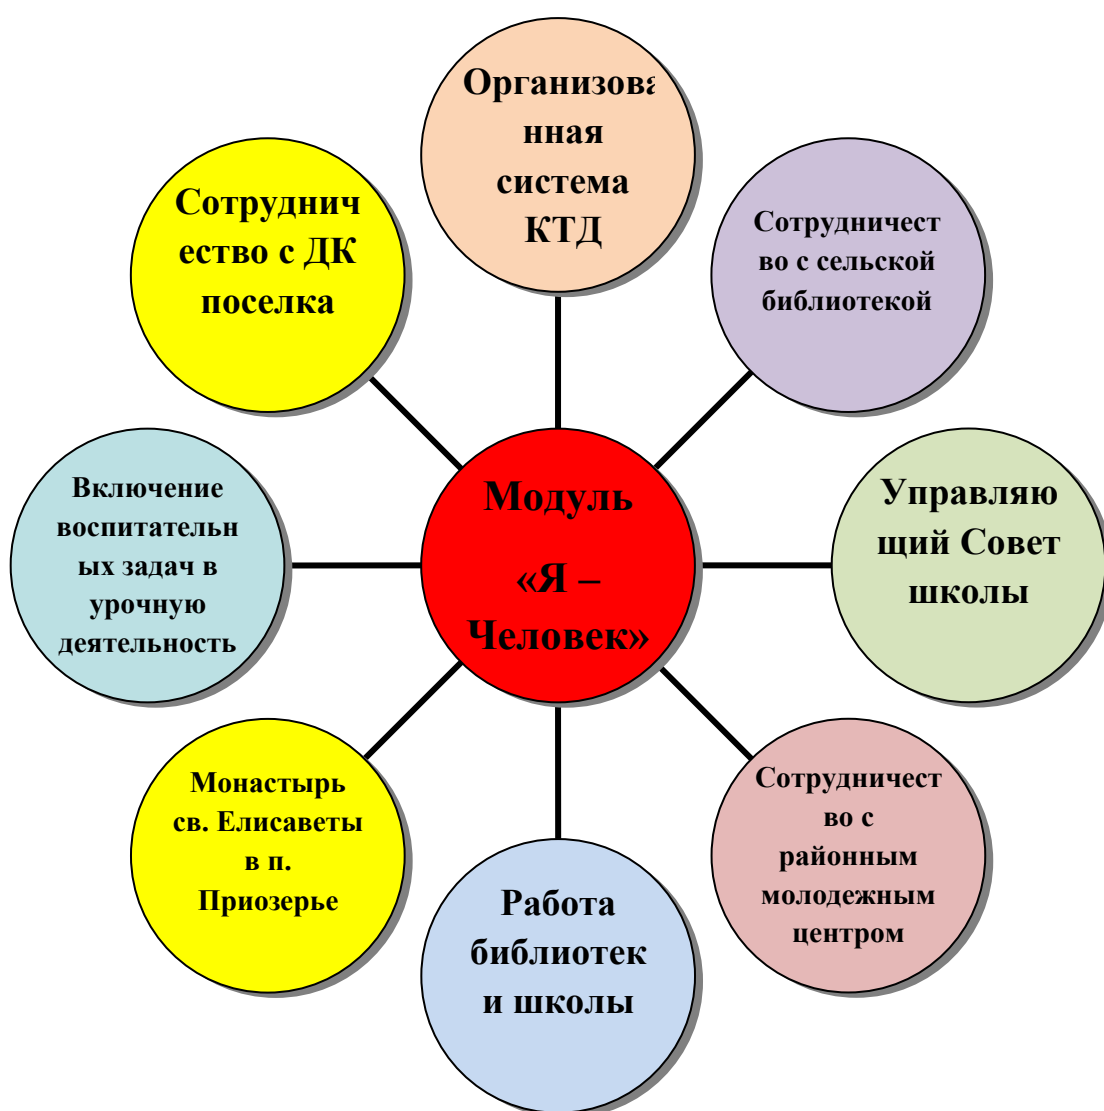 Организова
нная
система
КТД
Сотруднич
ество с ДК
поселка
Сотрудничест
во с сельской
библиотекой
Включение
воспитательн
ых задач в
урочную
деятельность
Модуль
«Я –
Человек»
Управляю
щий Совет
школы
Монастырь
св. Елисаветы
в п.
Приозерье
Работа
библиотек
и школы
Сотрудничест
во с
районным
молодежным
центром